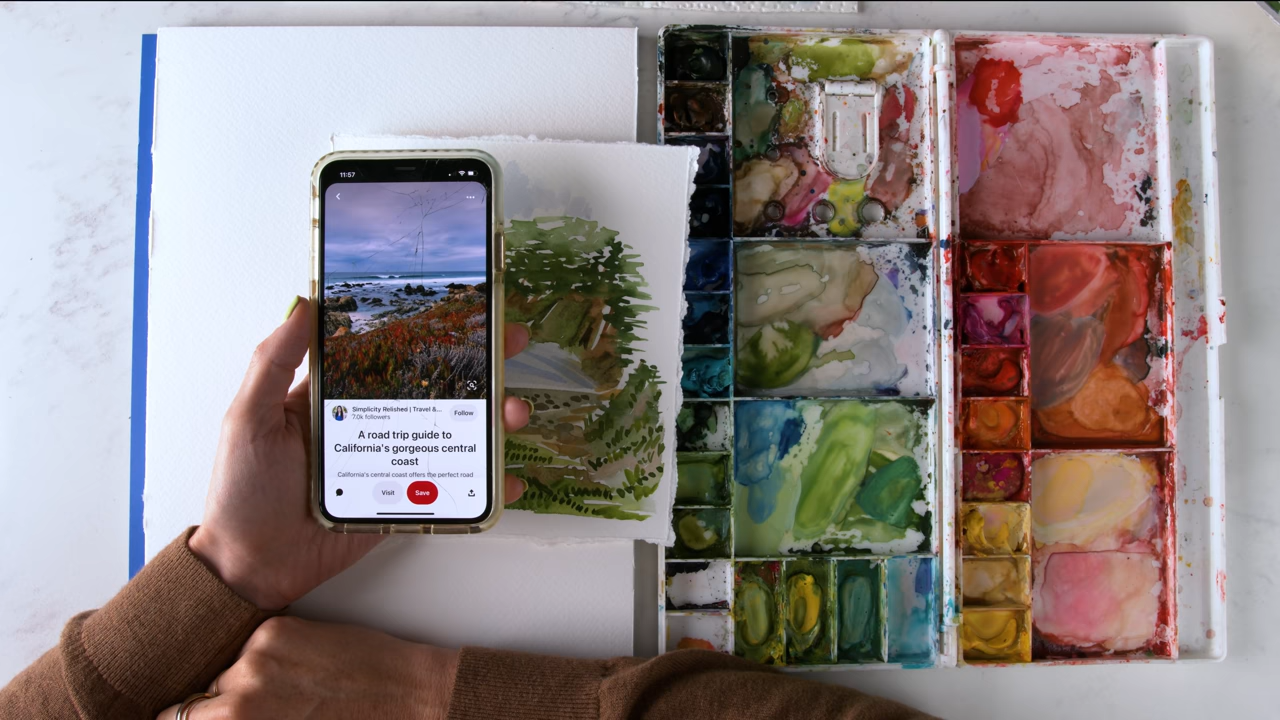 11:57
Simplicity Relished | Travel &...
7.0k followers
Follow
A road trip guide to
California's gorgeous central
coast
California's central coast offers the perfect road
Visit
Save